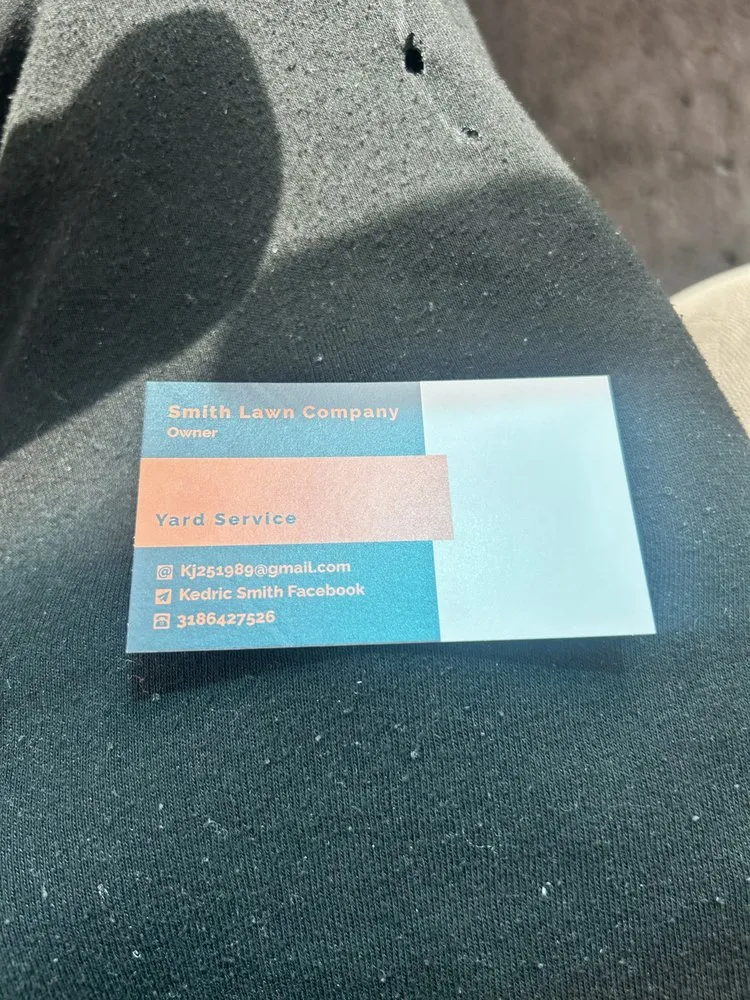 Smith Lawn Company
Owner
Yard Service
Kj251989@gmail.com
Kedric Smith Facebook
3186427526